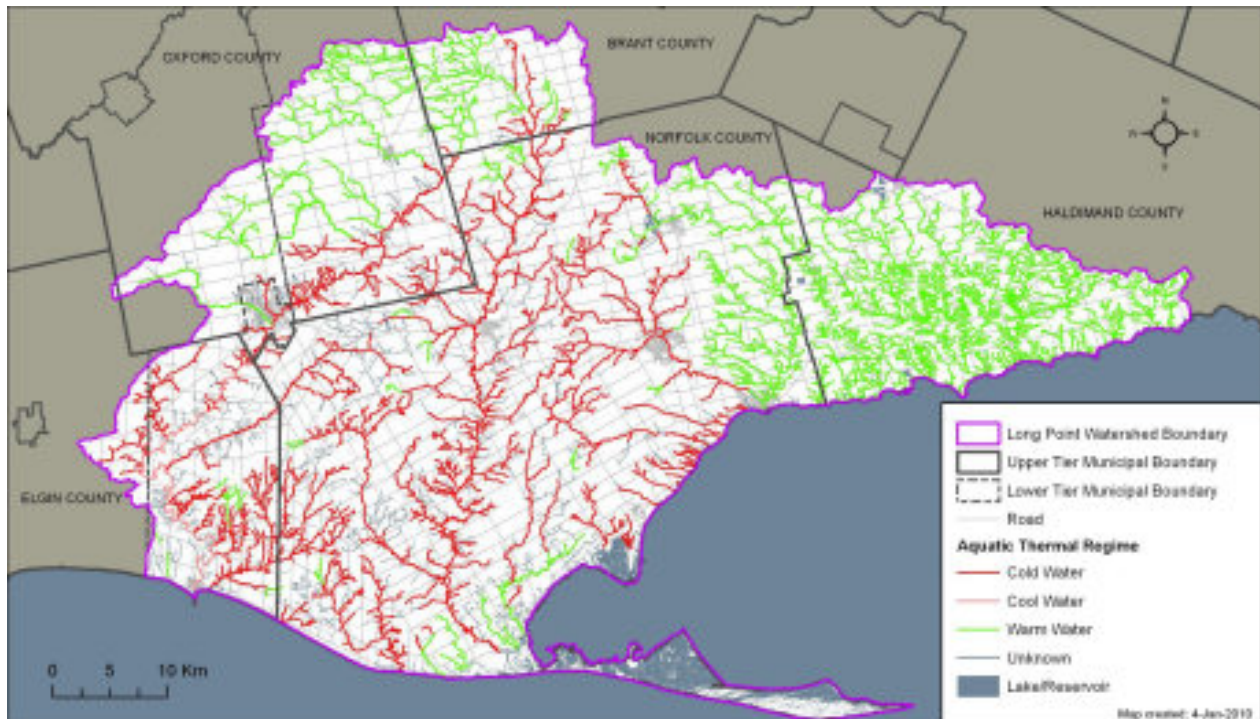 BRANT COUNTY
OXFORD COUNTY
NORFOLK COUNTY
N
W
E
S
HALDIMAND COUNTY
ELGIN COUNTY
Long Point Watershed Boundary
Upper Tier Municipal Boundary
Lower Tier Municipal Boundary
Road
Aquatic Thermal Regime
Cold Water
Cool Water
Warm Water
Unknown
Lake/Reservoir
0 5 10 Km
Map created: 4-Jan-2010